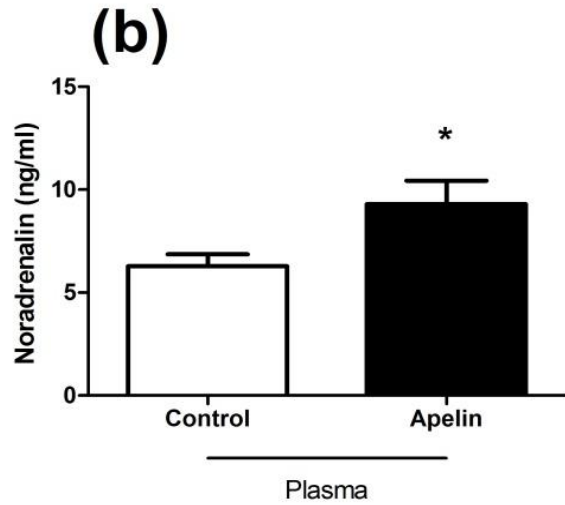 (b)
Noradrenalin (ng/ml)
15
10
5
0
*
Control Apelin
Plasma